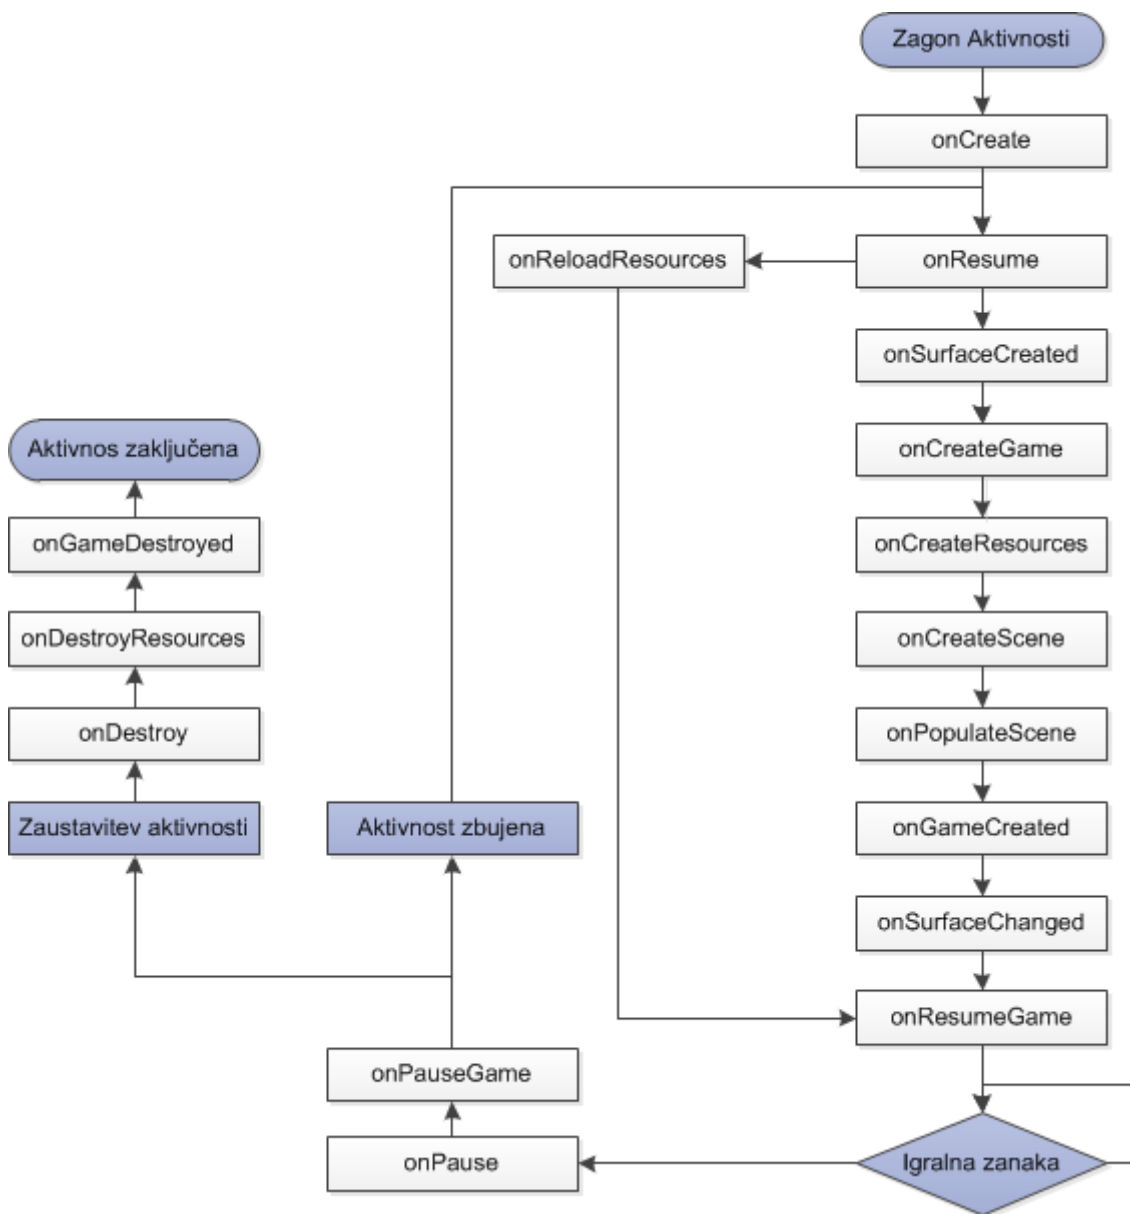 Zagon Aktivnosti
onCreate
onReloadResources
onResume
onSurfaceCreated
Aktivnos zaključena
onCreateGame
onGameDestroyed
onCreateResources
onDestroyResources
onCreateScene
onDestroy
onPopulateScene
Zaustavitev aktivnosti
Aktivnost zbujena
onGameCreated
onSurfaceChanged
onResumeGame
onPauseGame
onPause
Igralna zanaka